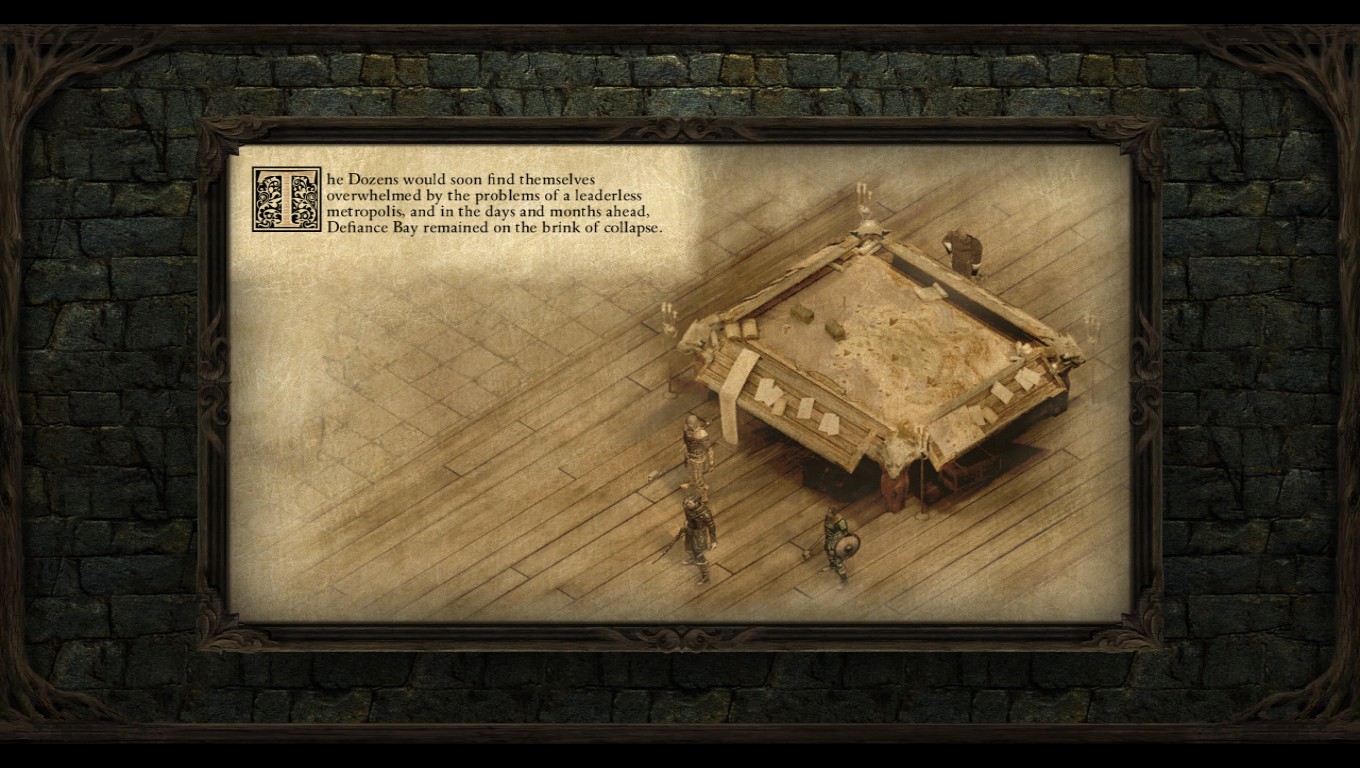 The Dozens would soon find themselves
overwhelmed by the problems of a leaderless
metropolis, and in the days and months ahead,
Defiance Bay remained on the brink of collapse.